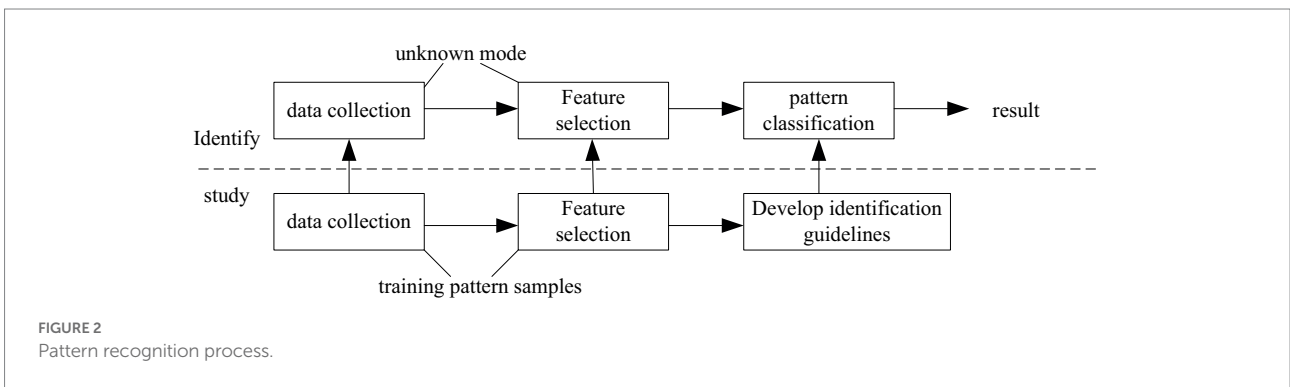 unknown mode
data collection
Feature
selection
pattern
classification
result
Identify
study
data collection
Feature
selection
Develop identification
guidelines
training pattern samples
FIGURE 2
Pattern recognition process.